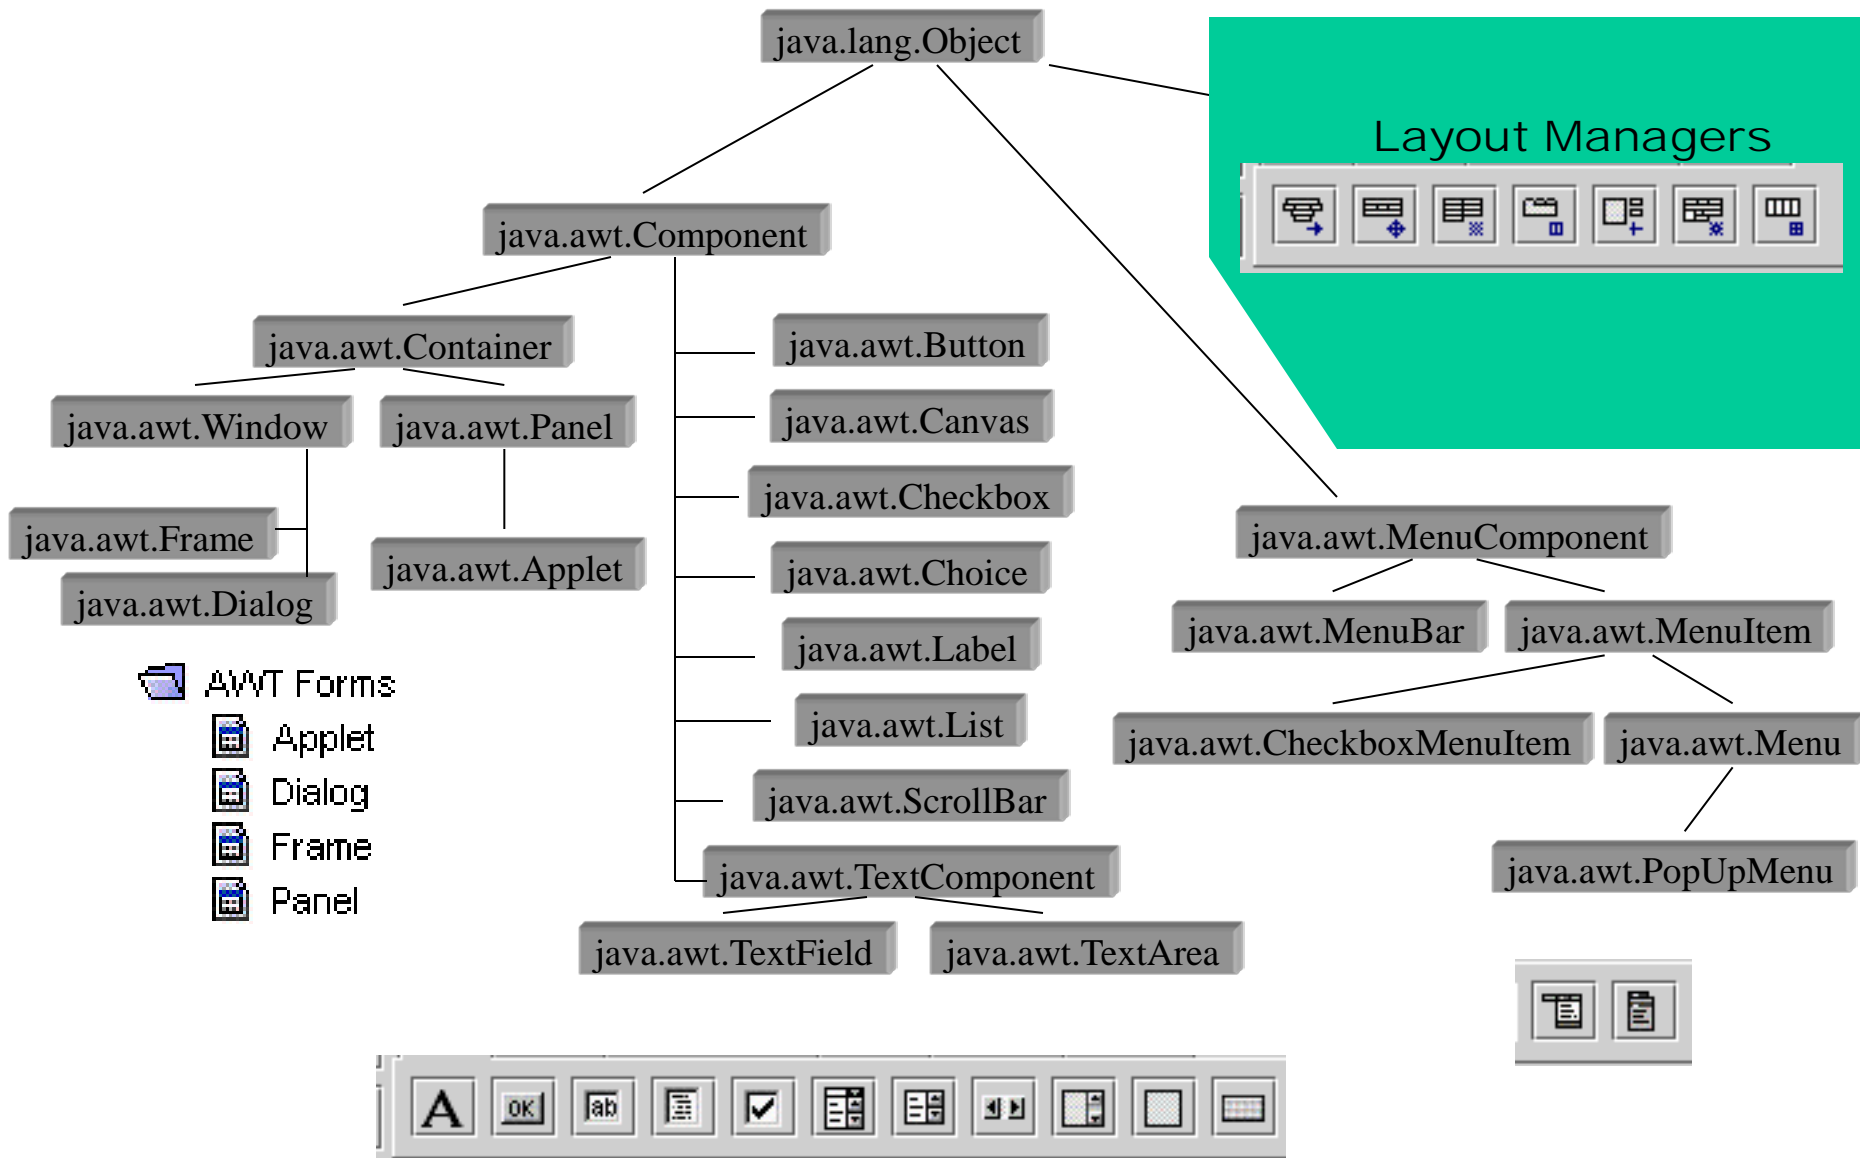 java.lang.Object
Layout Managers
java.awt.Component
java.awt.Container
java.awt.Button
java.awt.Window
java.awt.Panel
java.awt.Canvas
java.awt.Checkbox
java.awt.Frame
java.awt.Applet
java.awt.Choice
java.awt.MenuComponent
java.awt.Dialog
java.awt.Label
java.awt.MenuBar
java.awt.MenuItem
AWT Forms
Applet
Dialog
Frame
Panel
java.awt.List
java.awt.CheckboxMenuItem
java.awt.Menu
java.awt.ScrollBar
java.awt.TextComponent
java.awt.PopUpMenu
java.awt.TextField
java.awt.TextArea
A
OK
ab